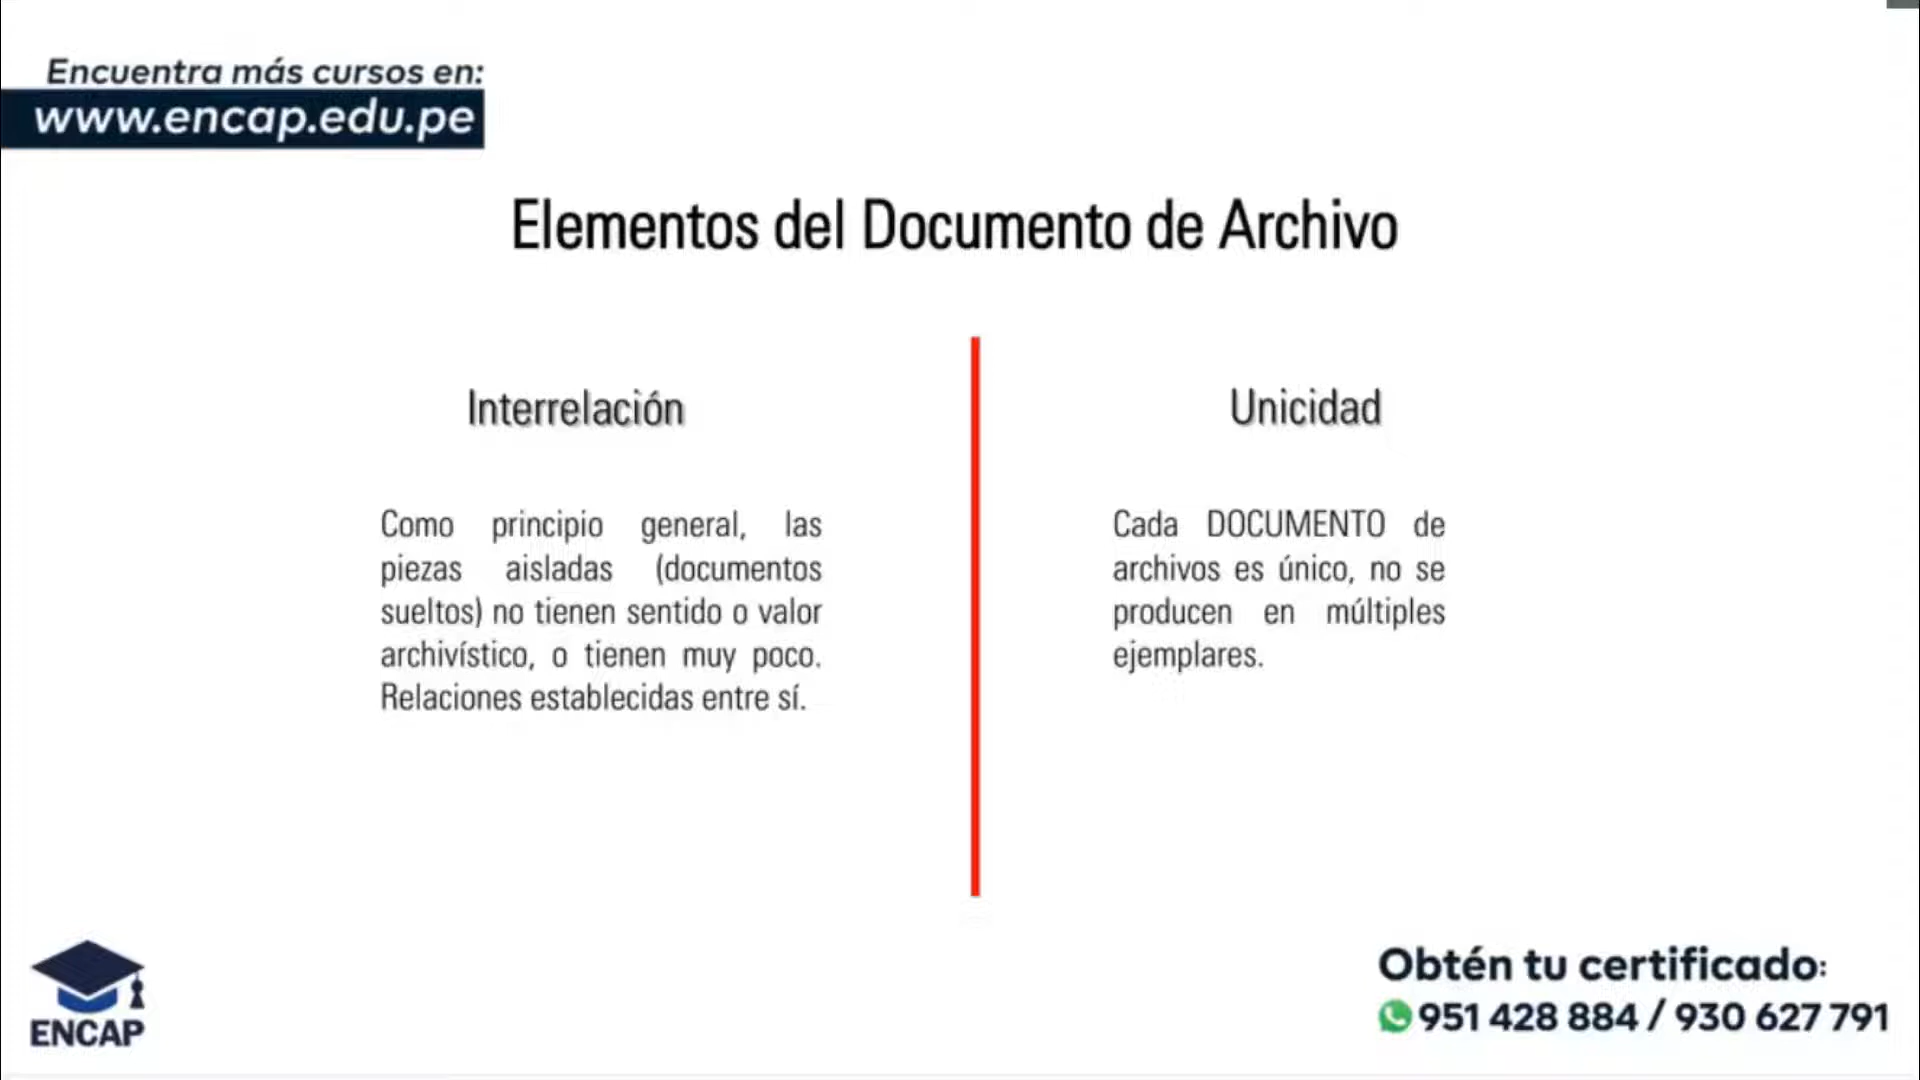 Encuentra más cursos en:
www.encap.edu.pe
Elementos del Documento de Archivo
Interrelación
Como principio general, las
piezas aisladas (documentos
sueltos) no tienen sentido o valor
archivístico, o tienen muy poco.
Relaciones establecidas entre sí.
Unicidad
Cada DOCUMENTO de
archivos es único, no se
producen en múltiples
ejemplares.
ENCAP
Obtén tu certificado:
951 428 884 / 930 627 791